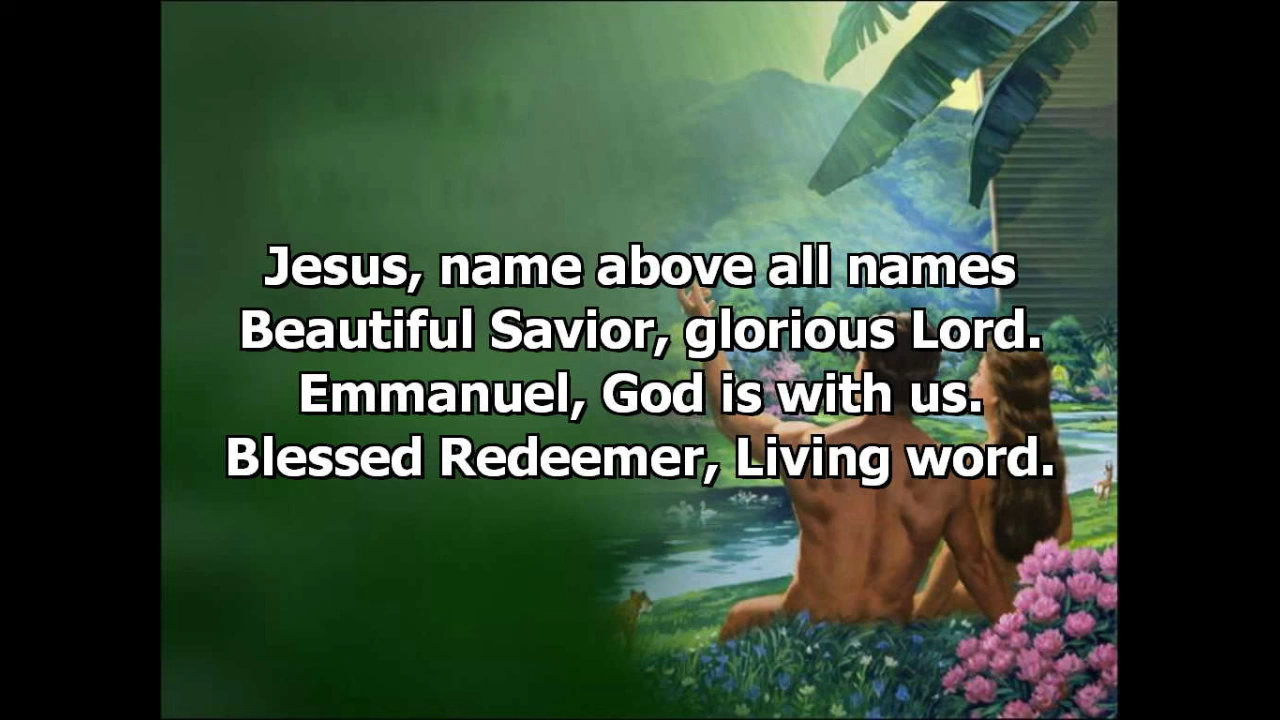 Jesus, name above all names
Beautiful Savior, glorious Lord.
Emmanuel, God is with us.
Blessed Redeemer, Living word.